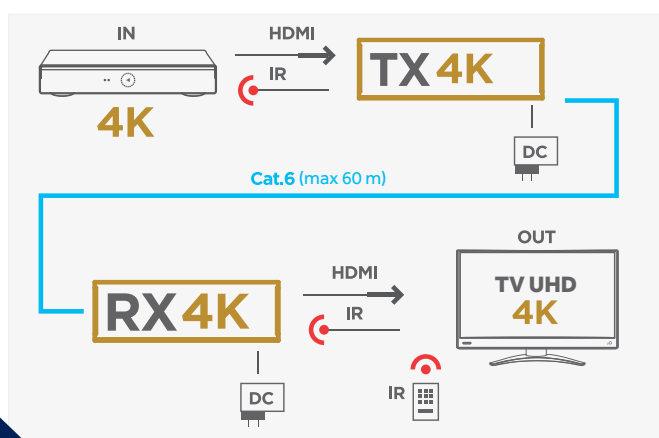 IN
HDMI
IR
TX 4K
4K
DC
Cat.6 (max 60 m)
OUT
HDMI
IR
RX 4K
TV UHD
4K
DC
IR